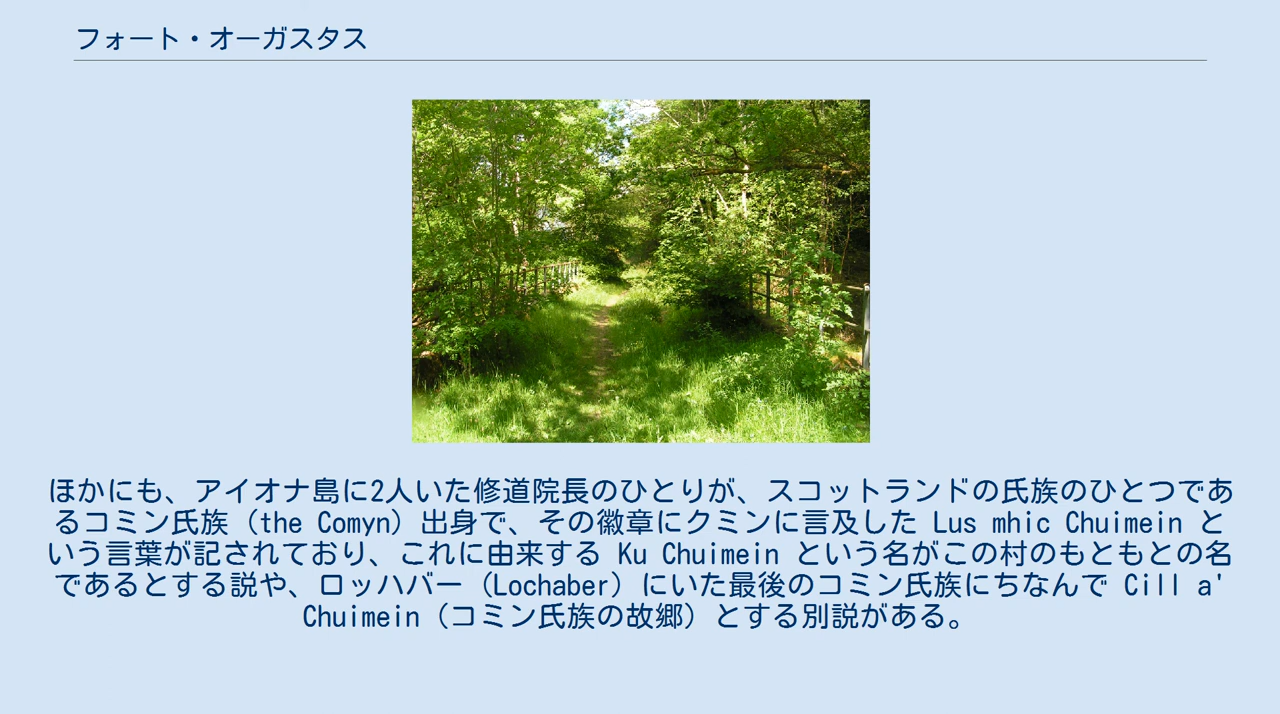 フォート・オーガスタス
ほかにも、アイオナ島に2人いた修道院長のひとりが、スコットランドの氏族のひとつであ
るコミン氏族（the Comyn）出身で、その徽章にクミンに言及した Lus mhic Chuimein と
いう言葉が記されており、これに由来する Ku Chuimein という名がこの村のもともとの名
であるとする説や、ロッハバー（Lochaber）にいた最後のコミン氏族にちなんで Cill a'
Chuimein（コミン氏族の故郷）とする別説がある。